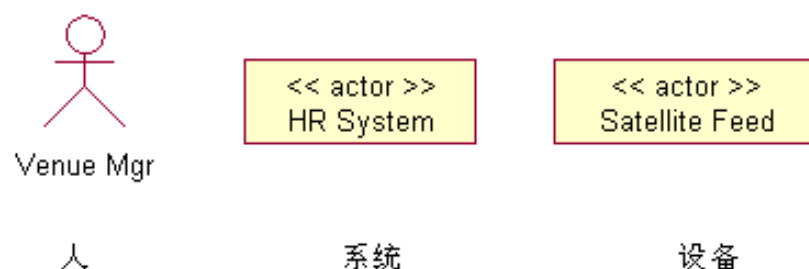 << actor >>
HR System
<< actor >>
Satellite Feed
Venue Mgr
人
系统
设备